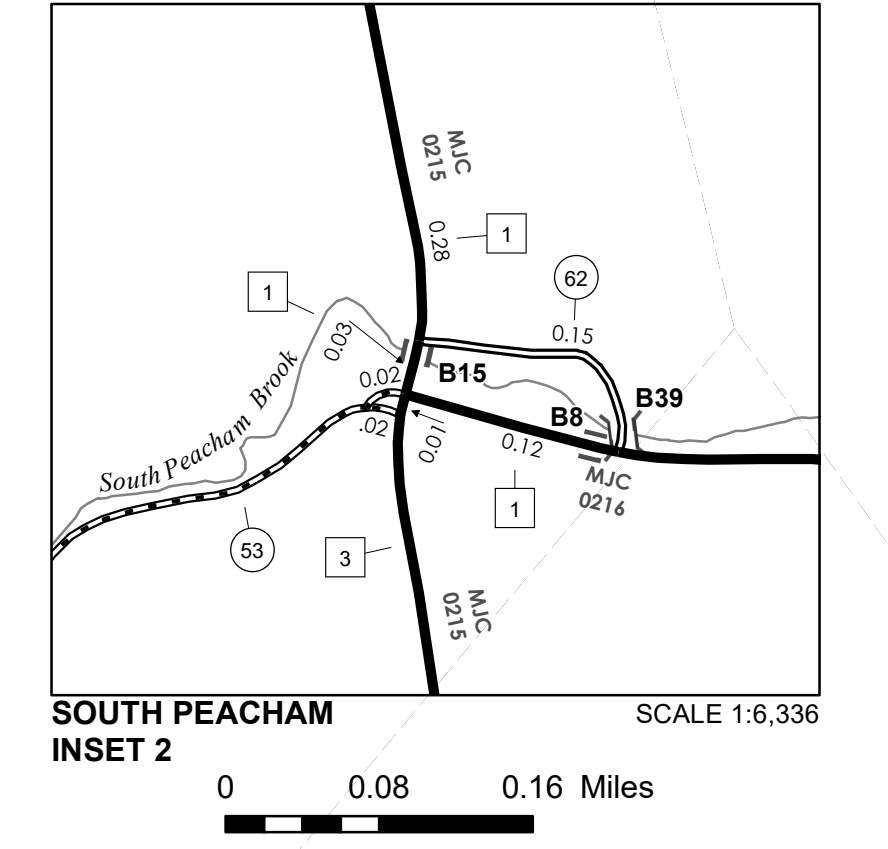 MJC
0215
0.28
1
62
1
0.15
0.03
B15
0.02
B39
B8
South Peacham Brook
.02
0.01
0.12
MJC
0216
1
53
3
MJC
0215
SOUTH PEACHAM
INSET 2
SCALE 1:6,336
0 0.08 0.16 Miles